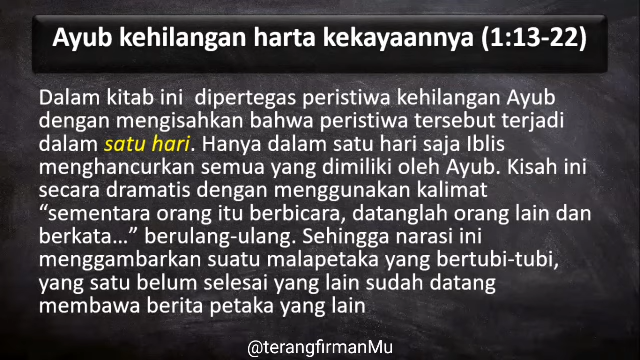 Ayub kehilangan harta kekayaannya (1:13-22)
Dalam kitab ini  dipertegas peristiwa kehilangan Ayub
dengan mengisahkan bahwa peristiwa tersebut terjadi
dalam satu hari. Hanya dalam satu hari saja Iblis
menghancurkan semua yang dimiliki oleh Ayub. Kisah ini
secara dramatis dengan menggunakan kalimat
“sementara orang itu berbicara, datanglah orang lain dan
berkata…” berulang-ulang. Sehingga narasi ini
menggambarkan suatu malapetaka yang bertubi-tubi,
yang satu belum selesai yang lain sudah datang
membawa berita petaka yang lain
@terangfirmanMu